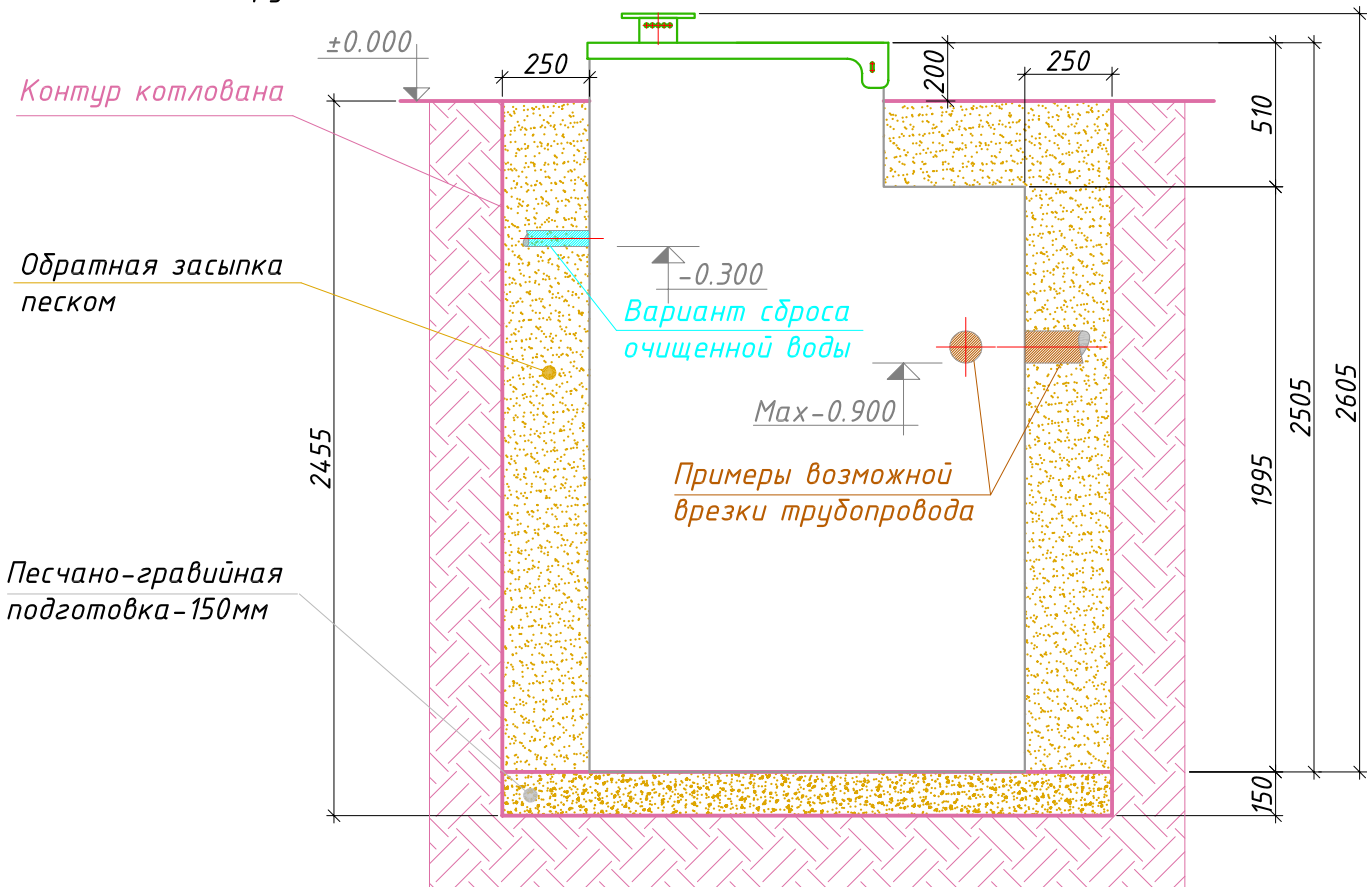 ±0.000
250
200
250
Контур котлована
510
Обратная засыпка
песком
-0.300
Вариант сброса
очищенной воды
Max-0.900
2455
2505
2605
1995
Примеры возможной
врезки трубопровода
Песчано-гравийная
подготовка-150мм
150